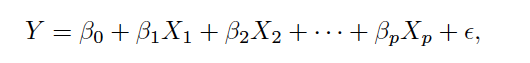 Y = β₀ + β₁X₁ + β₂X₂ + ··· + βₚXₚ + ϵ,